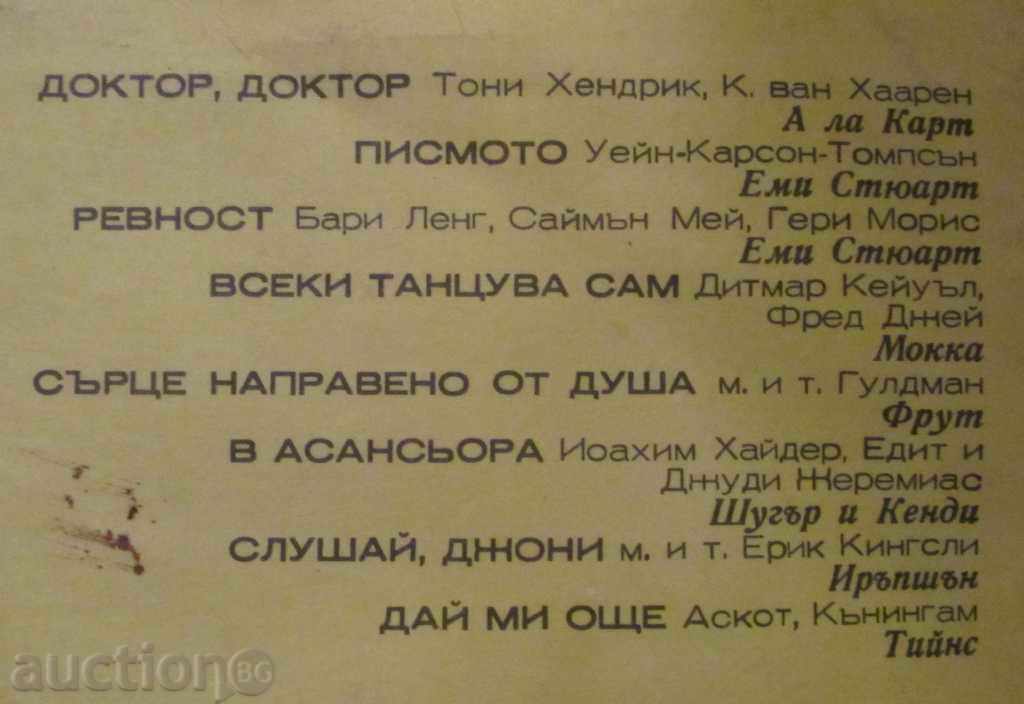 ДОКТОР, ДОКТОР Тони Хендрик, К. ван Хаарен
А ла Карт
ПИСМОТО Уейн-Карсон-Томпсън
Еми Стюарт
РЕВНОСТ Бари Ленг, Саймън Мей, Гери Морис
Еми Стюарт
ВСЕКИ ТАНЦУВА САМ Дитмар Кейуъл,
Фред Джей
Мокка
СЪРЦЕ НАПРАВЕНО ОТ ДУША м. и т. Гулдман
Фрут
В АСАНСЬОРА Иоахим Хайдер, Едит и
Джуди Жеремиас
Шугър и Кенди
СЛУШАЙ, ДЖОНИ м. и т. Ерик Кингсли
Иръпшън
ДАЙ МИ ОЩЕ Аскот, Кънингам
Тийнс
auction BG